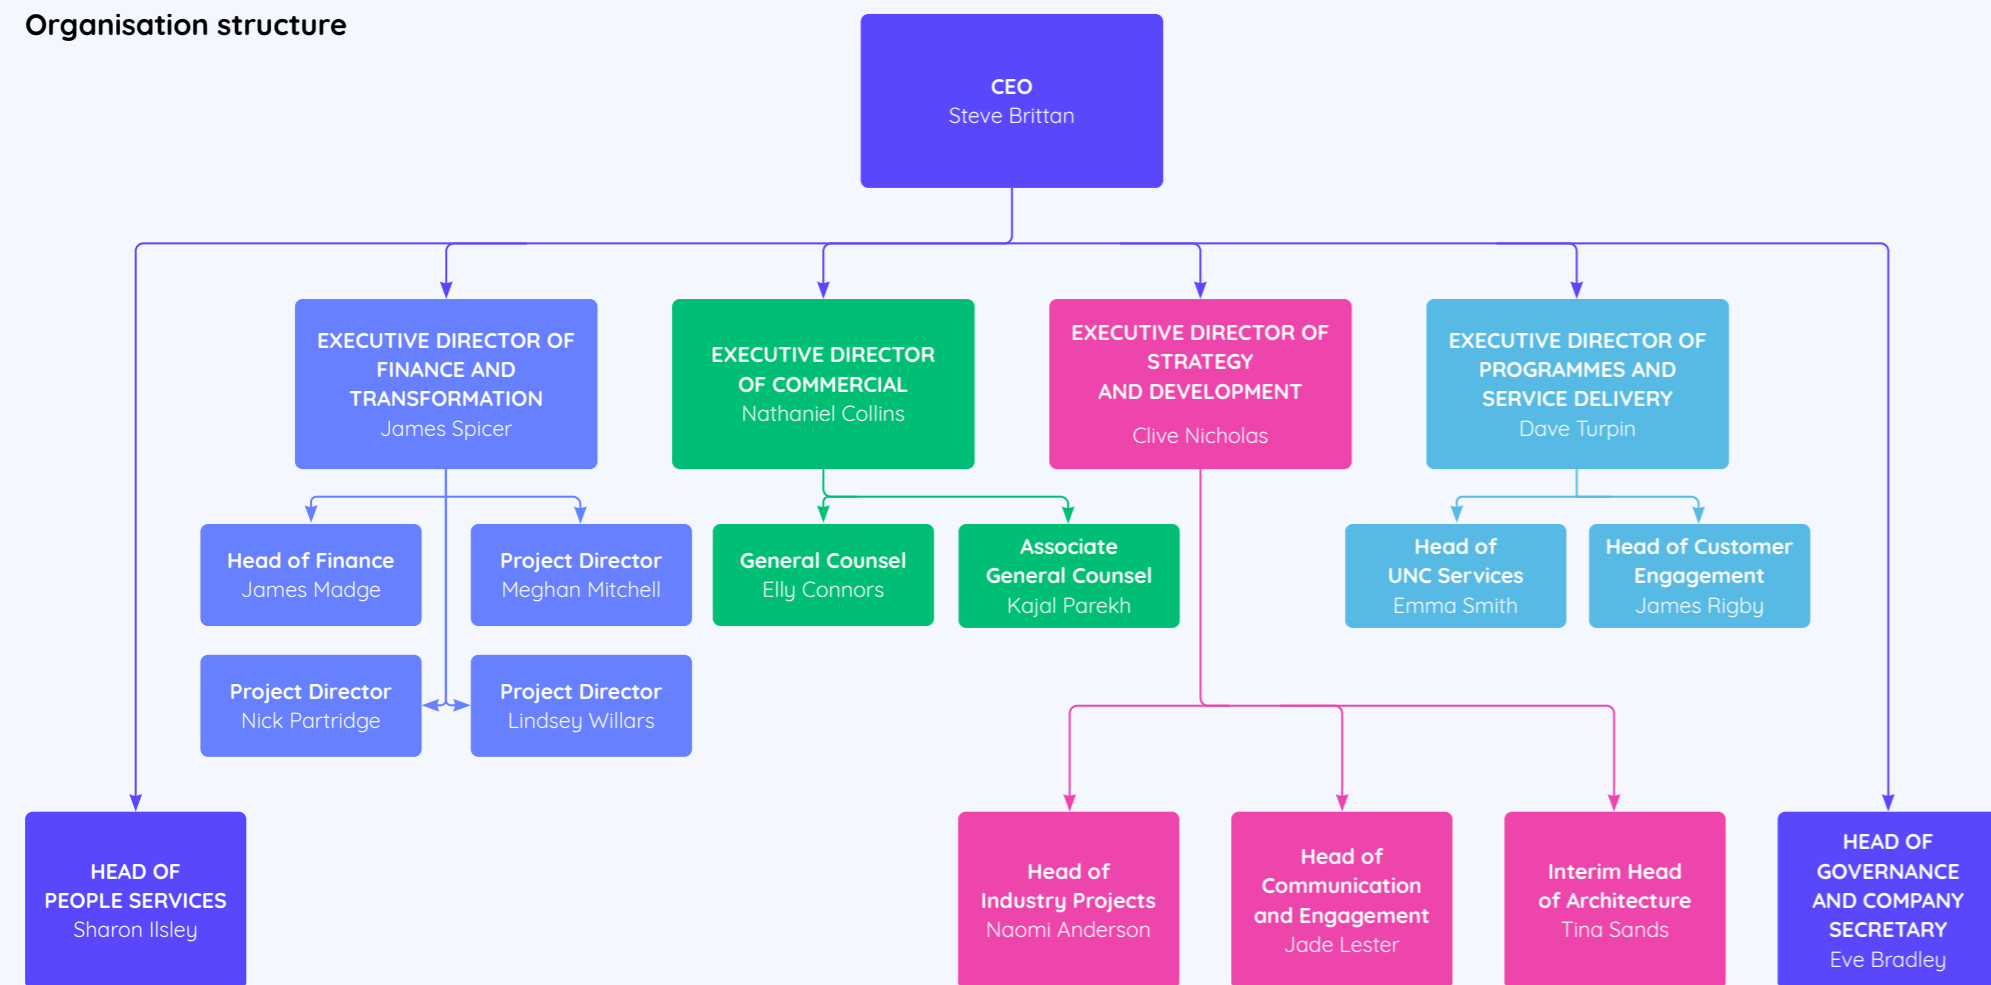 Organisation structure
CEO
Steve Brittan
EXECUTIVE DIRECTOR OF
FINANCE AND
TRANSFORMATION
James Spicer
EXECUTIVE DIRECTOR
OF COMMERCIAL
Nathaniel Collins
EXECUTIVE DIRECTOR OF
STRATEGY
AND DEVELOPMENT
Clive Nicholas
EXECUTIVE DIRECTOR OF
PROGRAMMES AND
SERVICE DELIVERY
Dave Turpin
Head of Finance
James Madge
Project Director
Meghan Mitchell
General Counsel
Elly Connors
Associate
General Counsel
Kajal Parekh
Head of
UNC Services
Emma Smith
Head of Customer
Engagement
James Rigby
Project Director
Nick Partridge
Project Director
Lindsey Willars
HEAD OF
PEOPLE SERVICES
Sharon Ilsley
Head of
Industry Projects
Naomi Anderson
Head of
Communication
and Engagement
Jade Lester
Interim Head
of Architecture
Tina Sands
HEAD OF
GOVERNANCE
AND COMPANY
SECRETARY
Eve Bradley